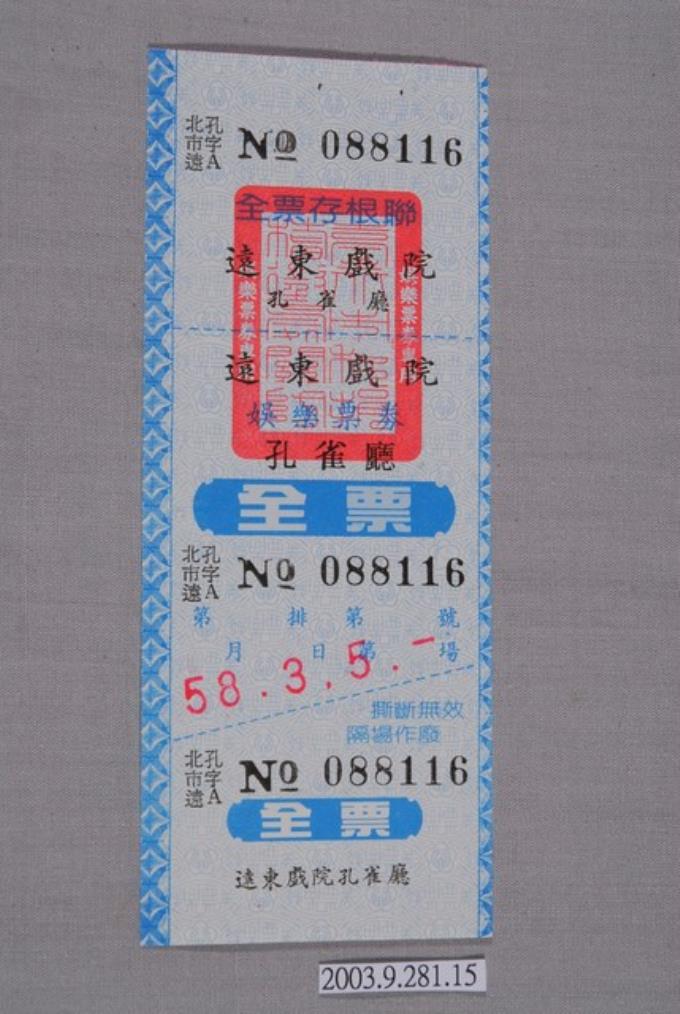 北市遠 孔字A № 088116
全票存根聯
遠東戲院
孔雀廳
遠東戲院
娛樂票券
孔雀廳
全票
北市遠 孔字A № 088116
第 排 第 號
月 日 第 場
58.3.5.一
撕斷無效
隔場作廢
北市遠 孔字A № 088116
全票
遠東戲院孔雀廳
2003.9.281.15